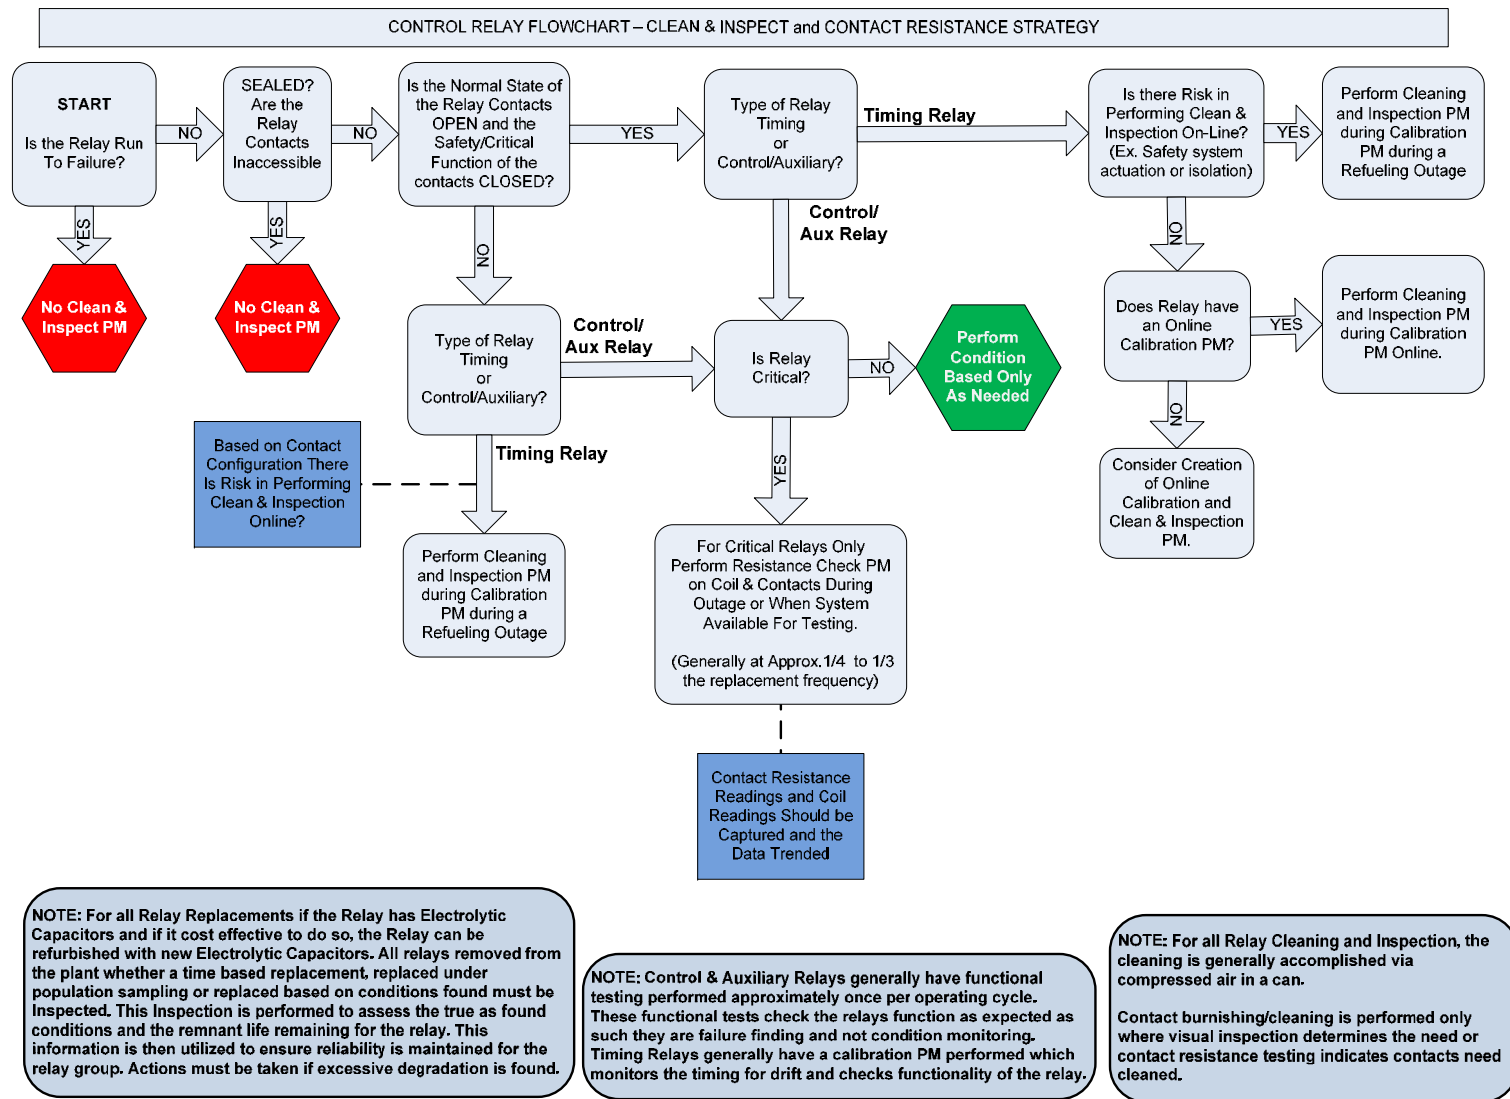 CONTROL RELAY FLOWCHART – CLEAN & INSPECT and CONTACT RESISTANCE STRATEGY
START
Is the Relay Run
To Failure?
NO
YES
No Clean &
Inspect PM
SEALED?
Are the
Relay
Contacts
Inaccessible
NO
YES
No Clean &
Inspect PM
Is the Normal State of
the Relay Contacts
OPEN and the
Safety/Critical
Function of the
contacts CLOSED?
YES
NO
Type of Relay
Timing
or
Control/Auxiliary?
Timing Relay
Control/
Aux Relay
Is there Risk in
Performing Clean &
Inspection On-Line?
(Ex. Safety system
actuation or isolation)
YES
NO
Perform Cleaning
and Inspection PM
during Calibration
PM during a
Refueling Outage
Does Relay have
an Online
Calibration PM?
YES
NO
Perform Cleaning
and Inspection PM
during Calibration
PM Online.
Consider Creation
of Online
Calibration and
Clean & Inspection
PM.
Type of Relay
Timing
or
Control/Auxiliary?
Control/
Aux Relay
Timing Relay
Is Relay
Critical?
NO
YES
Perform
Condition
Based Only
As Needed
Based on Contact
Configuration There
Is Risk in Performing
Clean & Inspection
Online?
Perform Cleaning
and Inspection PM
during Calibration
PM during a
Refueling Outage
For Critical Relays Only
Perform Resistance Check PM
on Coil & Contacts During
Outage or When System
Available For Testing.
(Generally at Approx.1/4 to 1/3
the replacement frequency)
Contact Resistance
Readings and Coil
Readings Should be
Captured and the
Data Trended
NOTE: For all Relay Replacements if the Relay has Electrolytic
Capacitors and if it cost effective to do so, the Relay can be
refurbished with new Electrolytic Capacitors. All relays removed from
the plant whether a time based replacement, replaced under
population sampling or replaced based on conditions found must be
Inspected. This Inspection is performed to assess the true as found
conditions and the remnant life remaining for the relay. This
information is then utilized to ensure reliability is maintained for the
relay group. Actions must be taken if excessive degradation is found.
NOTE: Control & Auxiliary Relays generally have functional
testing performed approximately once per operating cycle.
These functional tests check the relays function as expected as
such they are failure finding and not condition monitoring.
Timing Relays generally have a calibration PM performed which
monitors the timing for drift and checks functionality of the relay.
NOTE: For all Relay Cleaning and Inspection, the
cleaning is generally accomplished via
compressed air in a can.
Contact burnishing/cleaning is performed only
where visual inspection determines the need or
contact resistance testing indicates contacts need
cleaned.